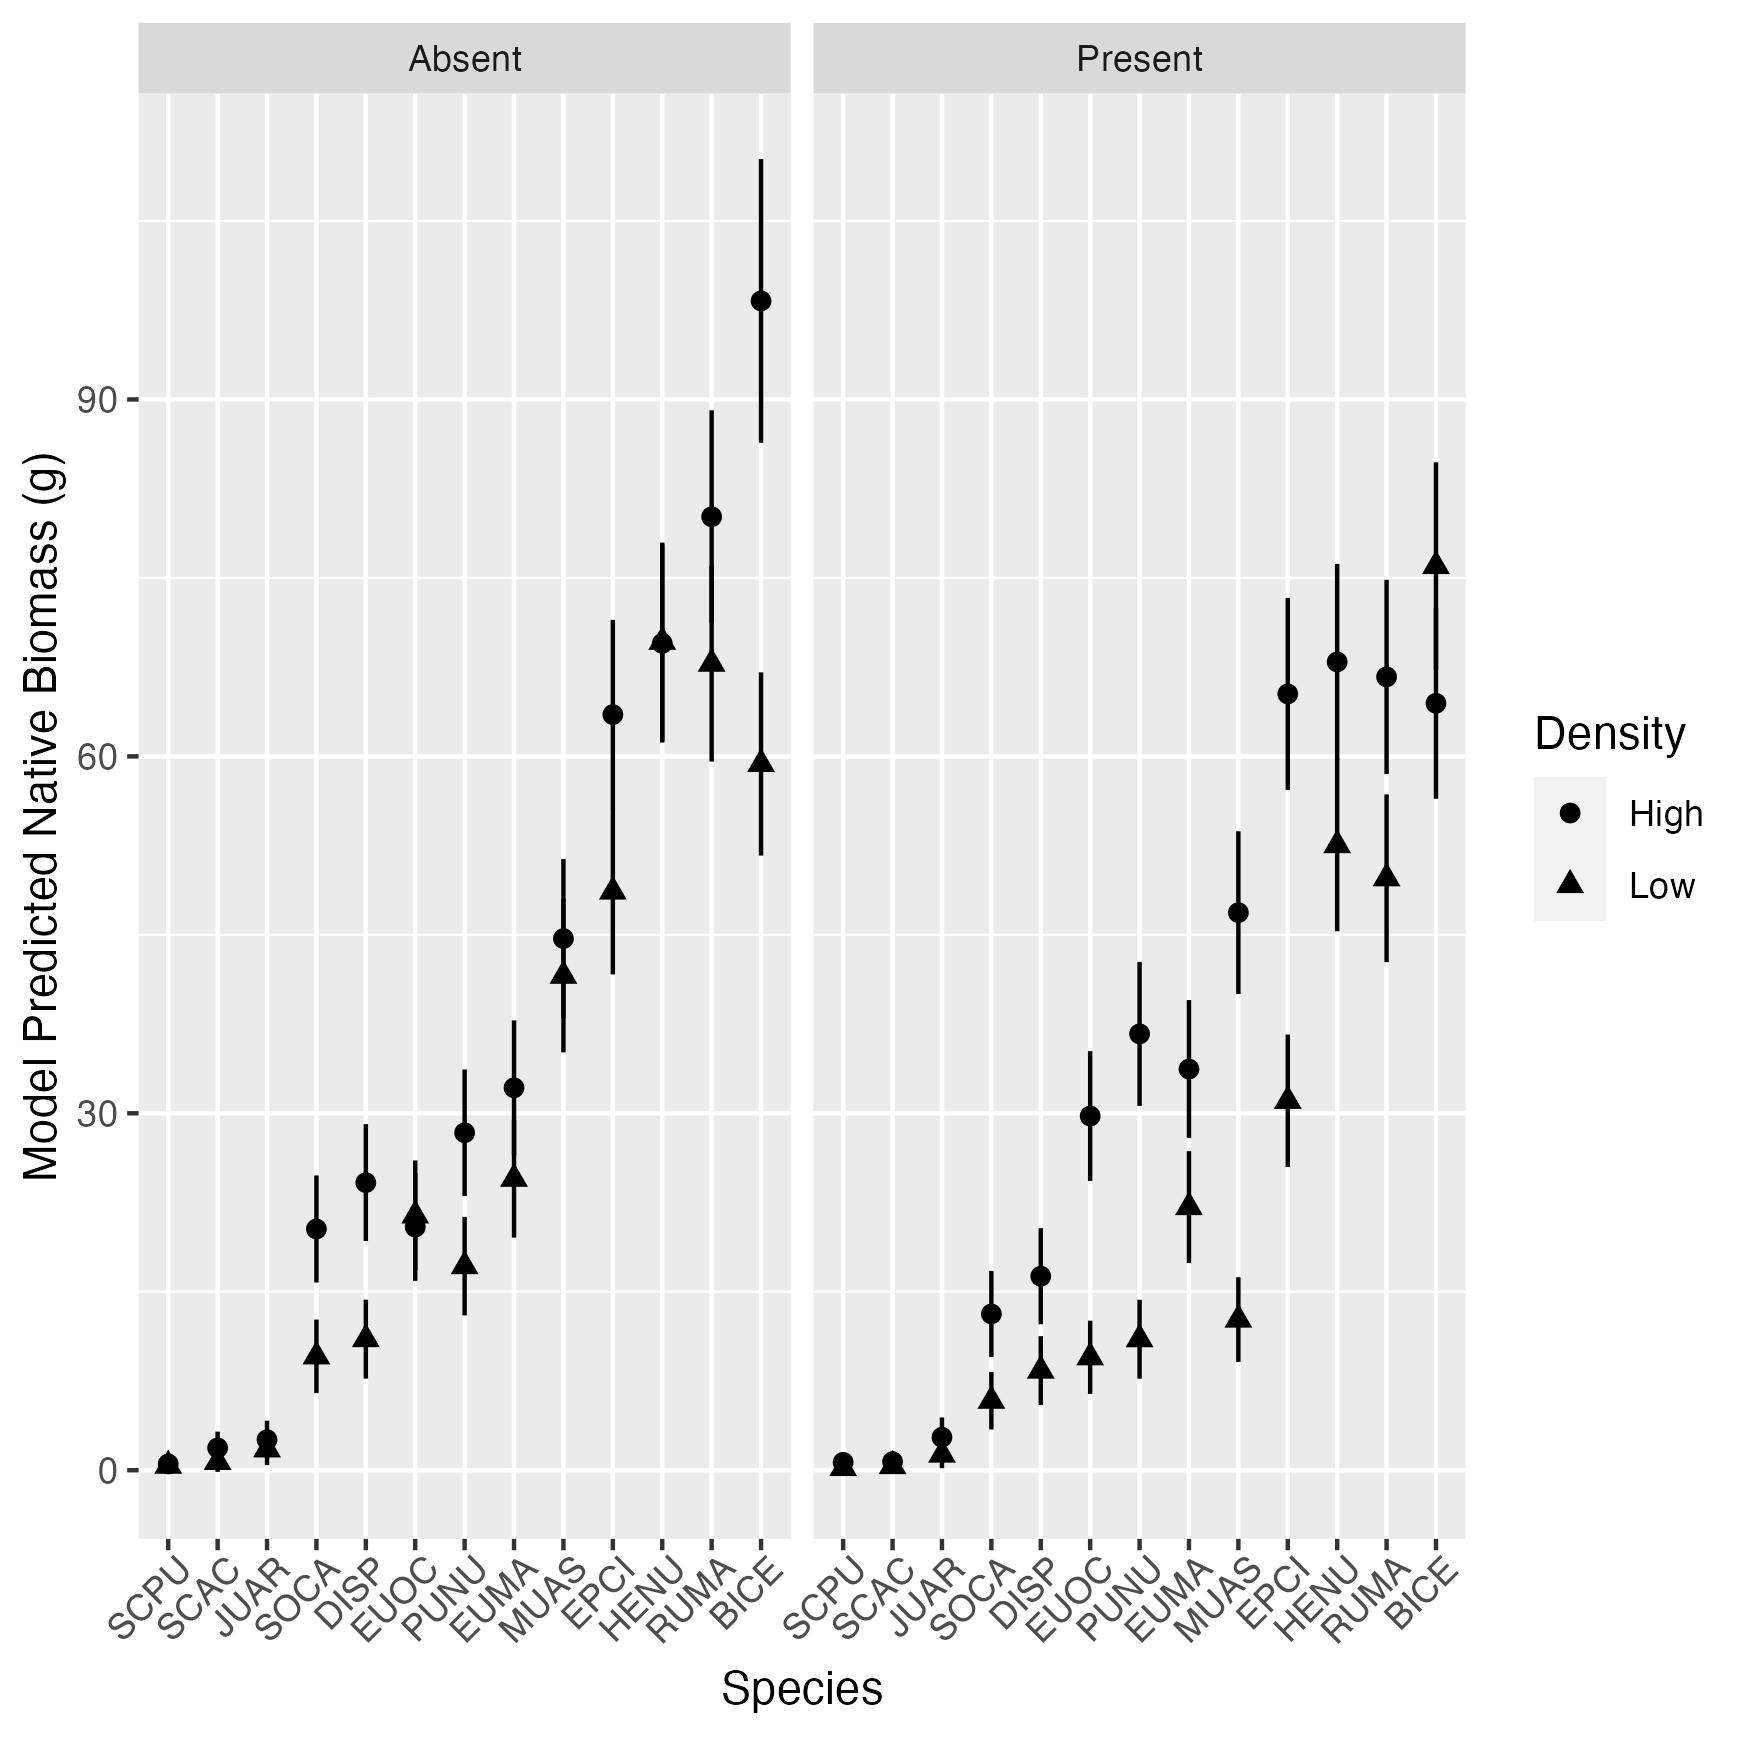 Absent
Present
Model Predicted Native Biomass (g)
90
60
30
0
SCPU
SCAC
JUAR
SOCA
DISP
EUOC
PUNU
EUMA
MUAS
EPCI
HENU
RUMA
BICE
SCPU
SCAC
JUAR
SOCA
DISP
EUOC
PUNU
EUMA
MUAS
EPCI
HENU
RUMA
BICE
Species
Density
High
Low